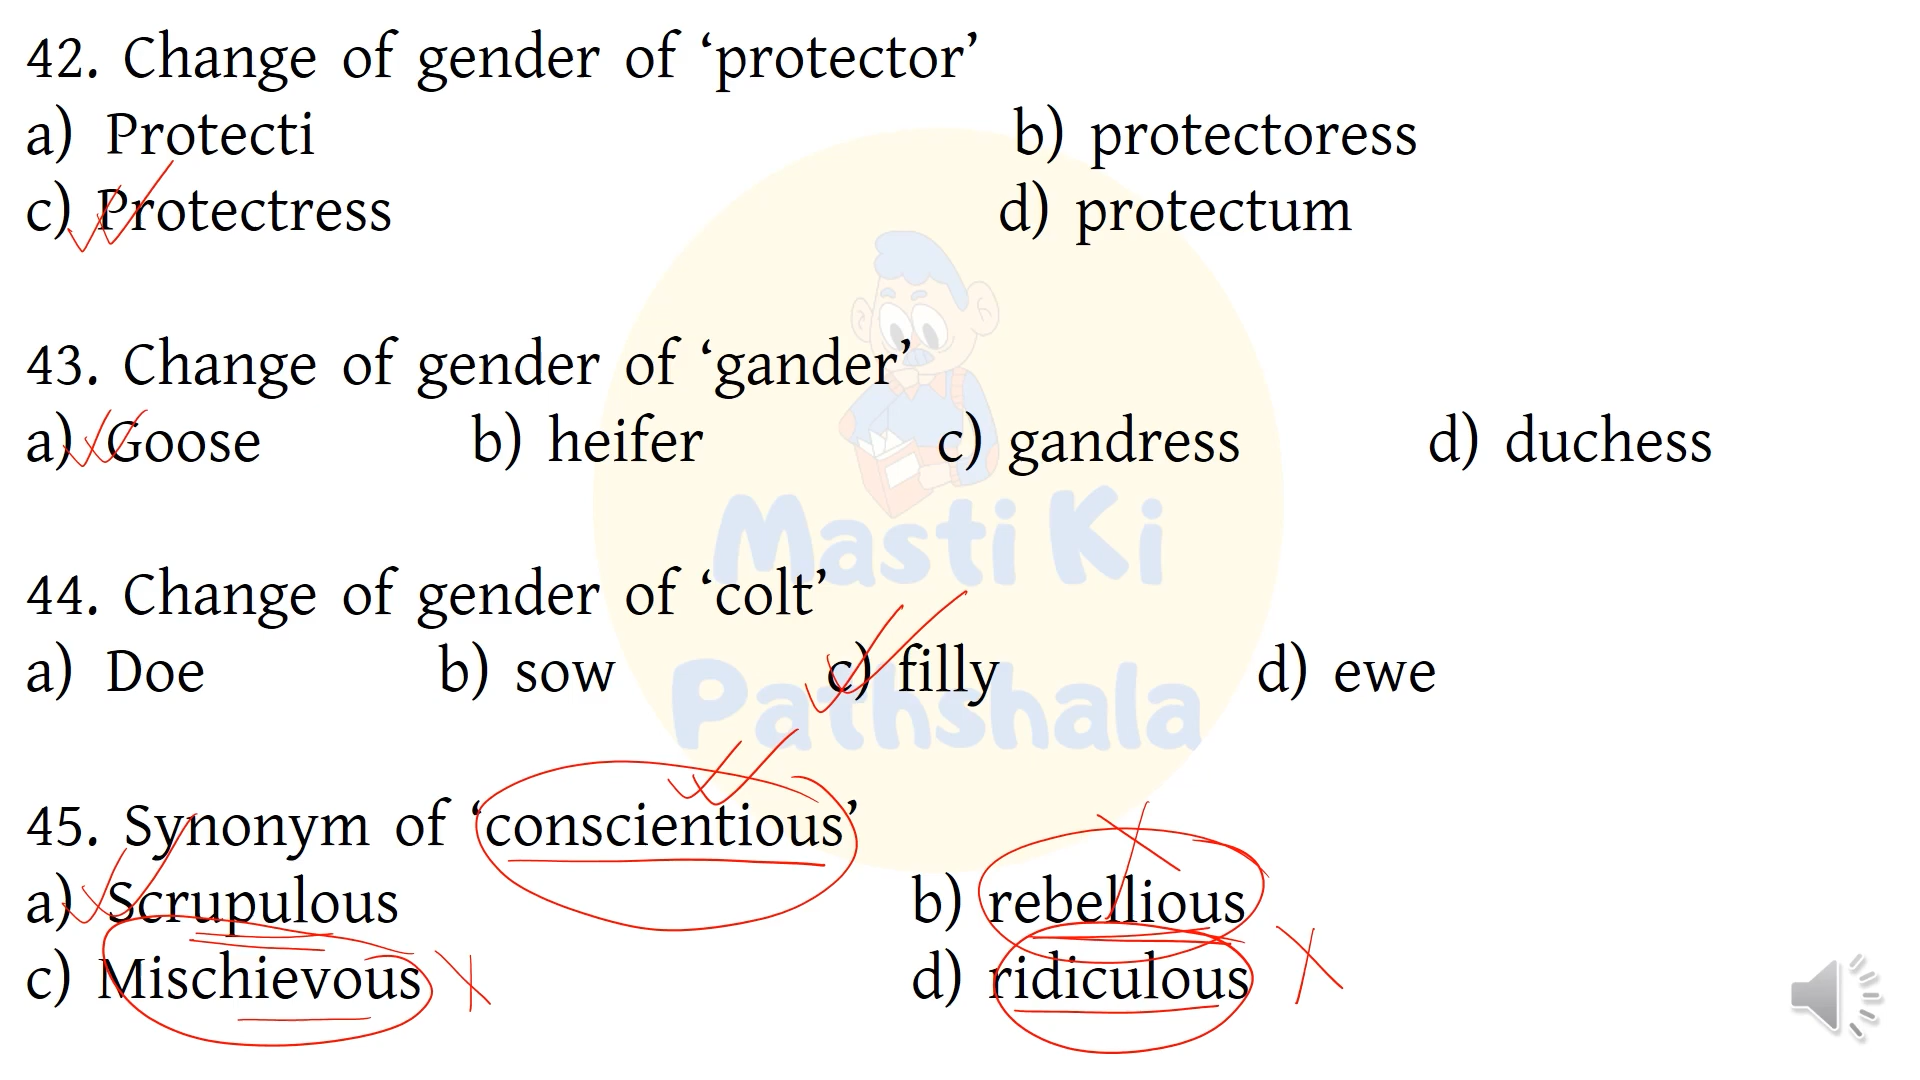 42. Change of gender of ‘protector’
a) Protecti b) protectoress
c) Protectress d) protectum
43. Change of gender of ‘gander’
a) Goose b) heifer c) gandress d) duchess
Masti Ki
44. Change of gender of ‘colt’
a) Doe b) sow c) filly d) ewe
Pathshala
45. Synonym of ‘conscientious’
a) Scrupulous b) rebellious
c) Mischievous d) ridiculous